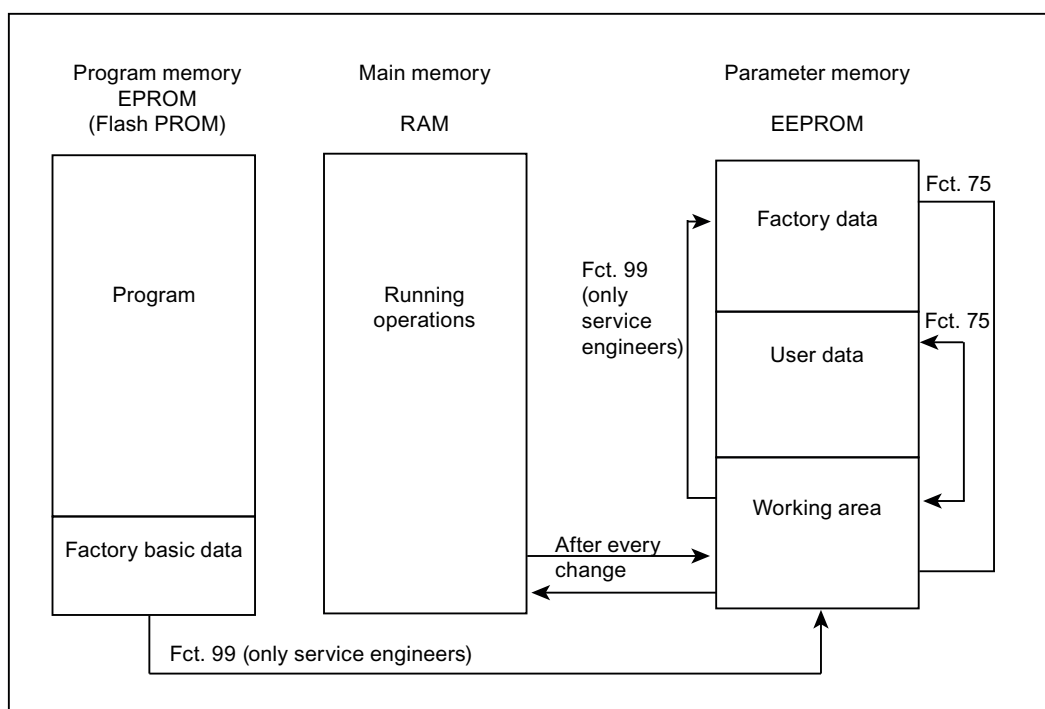 Program memory
EPROM
(Flash PROM)
Main memory
RAM
Parameter memory
EEPROM
Program
Factory basic data
Running
operations
Factory data
User data
Working area
Fct. 75
Fct. 75
Fct. 99
(only
service
engineers)
After every
change
Fct. 99 (only service engineers)